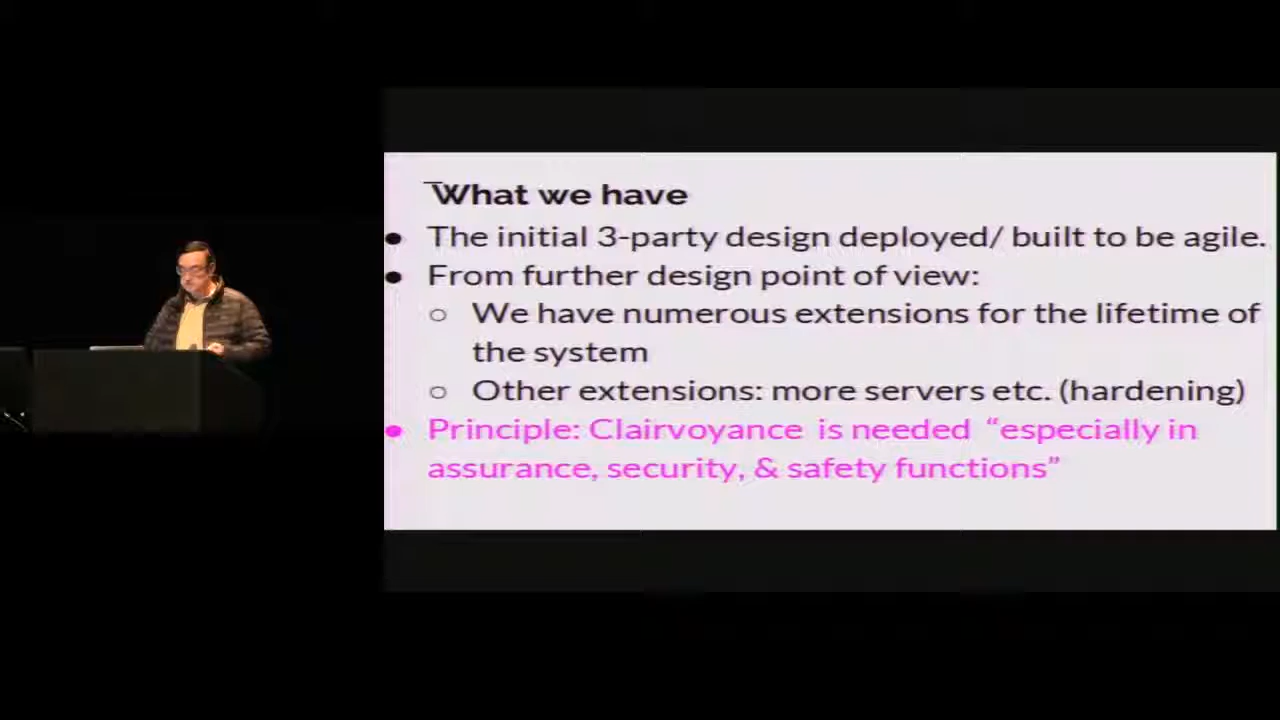 What we have
● The initial 3-party design deployed/ built to be agile.
● From further design point of view:
○ We have numerous extensions for the lifetime of
the system
○ Other extensions: more servers etc. (hardening)
● Principle: Clairvoyance is needed “especially in
assurance, security, & safety functions”